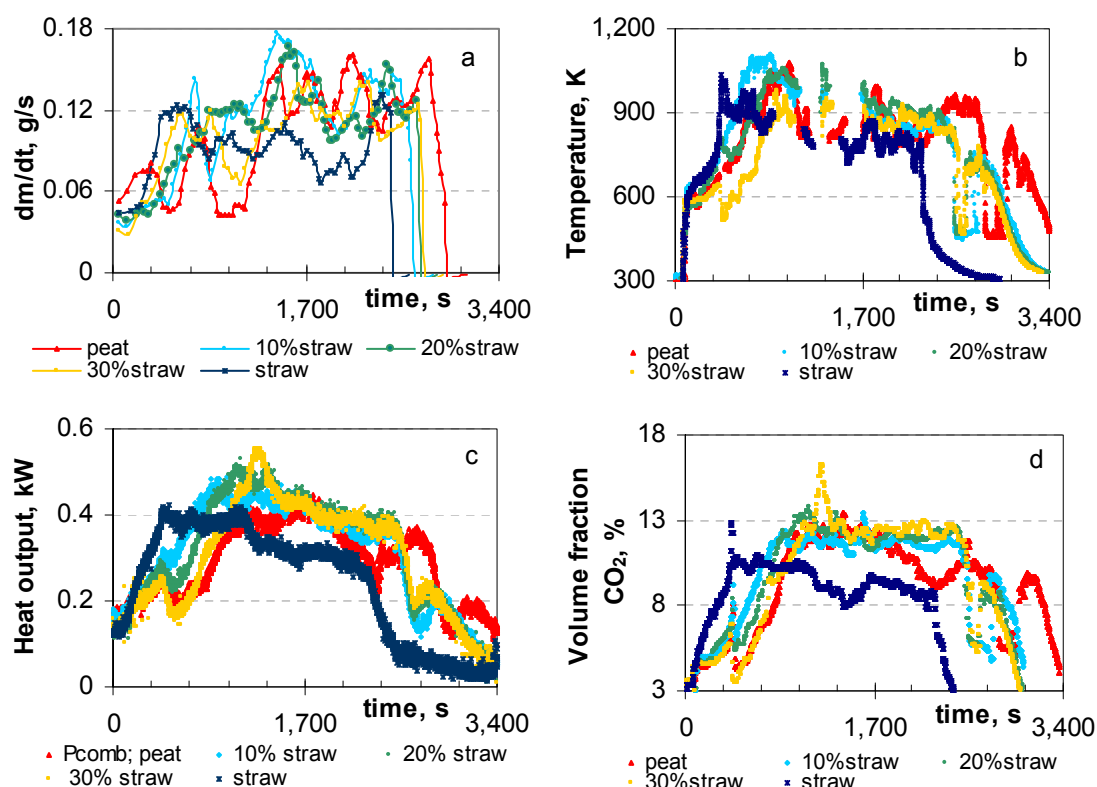 0.18
a
0.12
0.06
0
dm/dt, g/s
time, s
0
1,700
3,400
peat
10%straw
20%straw
30%straw
straw
1,200
b
900
600
300
Temperature, K
time, s
0
1,700
3,400
peat
10%straw
20%straw
30%straw
straw
0.6
c
0.4
0.2
0
Heat output, kW
time, s
0
1,700
3,400
Pcomb; peat
10% straw
20% straw
30% straw
straw
18
d
13
8
3
Volume fraction
CO₂, %
time, s
0
1,700
3,400
peat
10%straw
20%straw
30%straw
straw